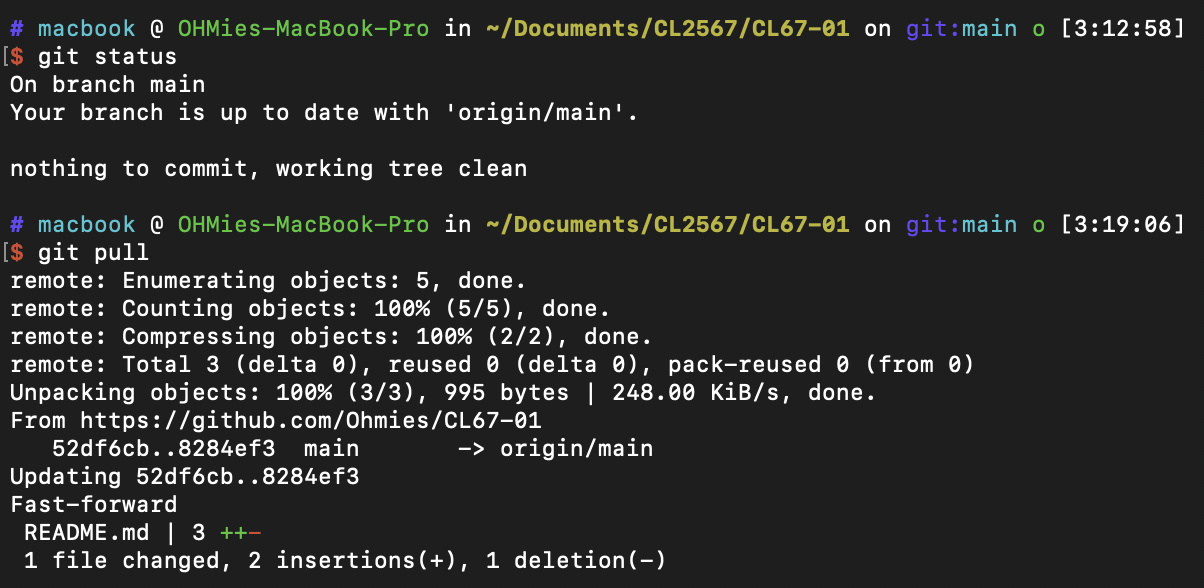 # macbook @ OHMies-MacBook-Pro in ~/Documents/CL2567/CL67-01 on git:main o [3:12:58]
[$ git status
On branch main
Your branch is up to date with 'origin/main'.
nothing to commit, working tree clean
# macbook @ OHMies-MacBook-Pro in ~/Documents/CL2567/CL67-01 on git:main o [3:19:06]
[$ git pull
remote: Enumerating objects: 5, done.
remote: Counting objects: 100% (5/5), done.
remote: Compressing objects: 100% (2/2), done.
remote: Total 3 (delta 0), reused 0 (delta 0), pack-reused 0 (from 0)
Unpacking objects: 100% (3/3), 995 bytes | 248.00 KiB/s, done.
From https://github.com/Ohmies/CL67-01
   52df6cb..8284ef3  main       -> origin/main
Updating 52df6cb..8284ef3
Fast-forward
 README.md | 3 ++-
 1 file changed, 2 insertions(+), 1 deletion(-)